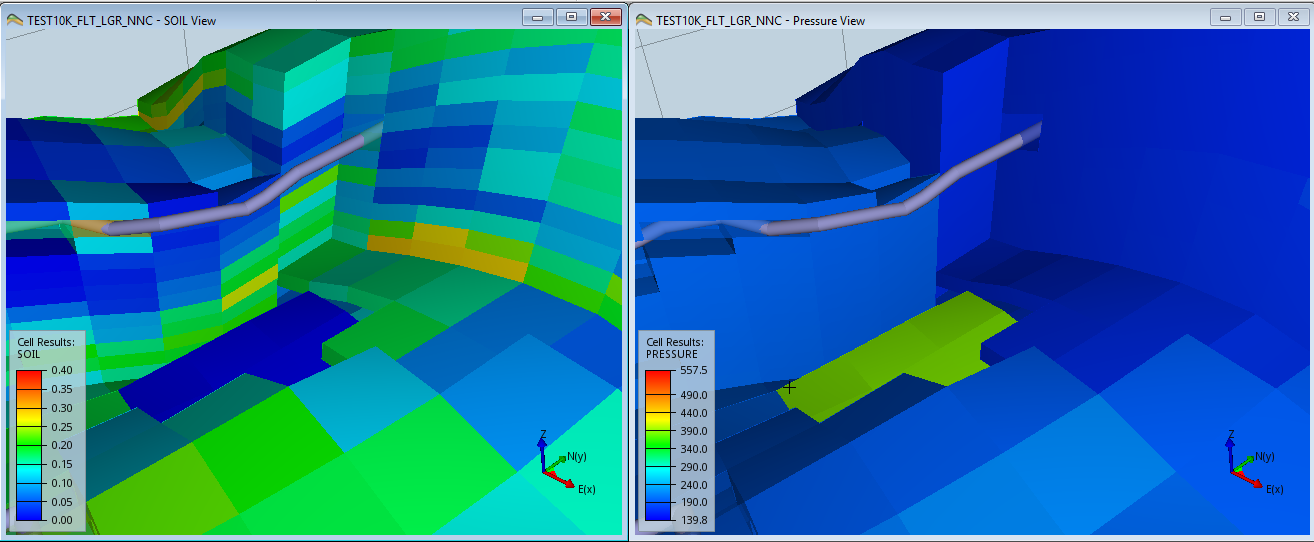 TEST10K_FLT_LGR_NNC - SOIL View
Cell Results:
SOIL
0.40
0.35
0.30
0.25
0.20
0.15
0.10
0.05
0.00
Z
N(y)
E(x)
TEST10K_FLT_LGR_NNC - Pressure View
Cell Results:
PRESSURE
557.5
490.0
440.0
390.0
340.0
290.0
240.0
190.0
139.8
Z
N(y)
E(x)